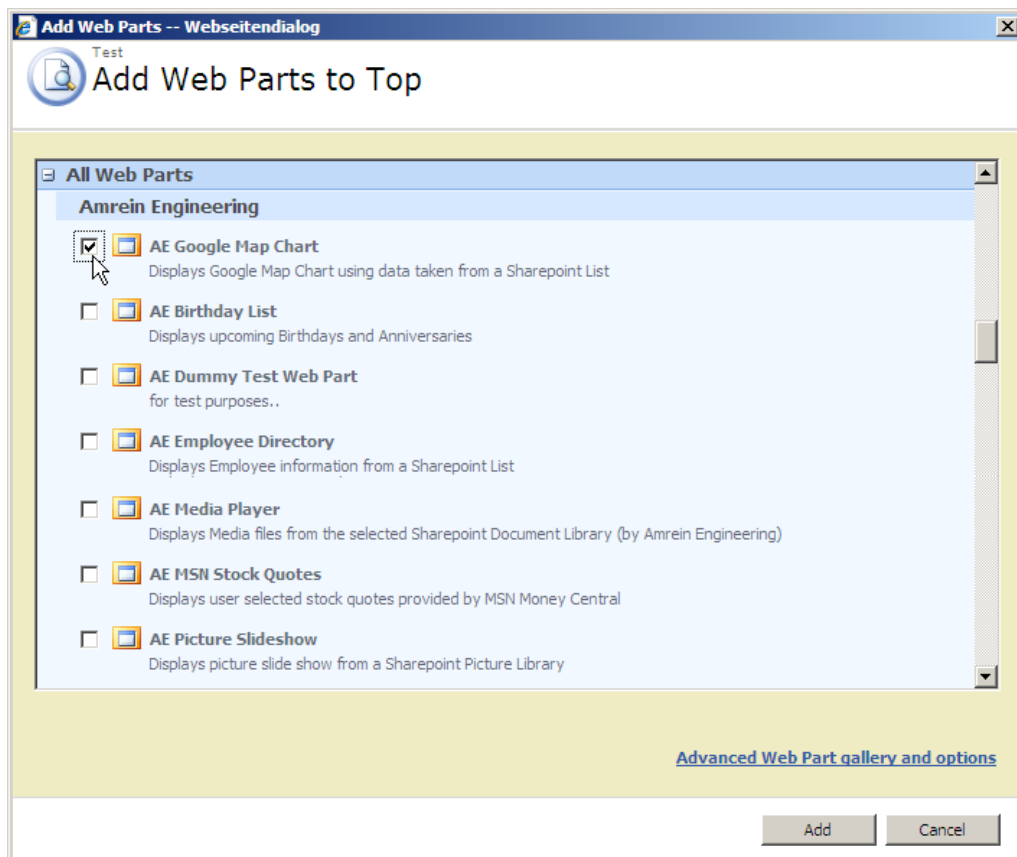 Add Web Parts -- Webseitendialog
Test
Add Web Parts to Top
All Web Parts
Amrein Engineering
AE Google Map Chart
Displays Google Map Chart using data taken from a Sharepoint List
AE Birthday List
Displays upcoming Birthdays and Anniversaries
AE Dummy Test Web Part
for test purposes..
AE Employee Directory
Displays Employee information from a Sharepoint List
AE Media Player
Displays Media files from the selected Sharepoint Document Library (by Amrein Engineering)
AE MSN Stock Quotes
Displays user selected stock quotes provided by MSN Money Central
AE Picture Slideshow
Displays picture slide show from a Sharepoint Picture Library
Advanced Web Part gallery and options
Add Cancel